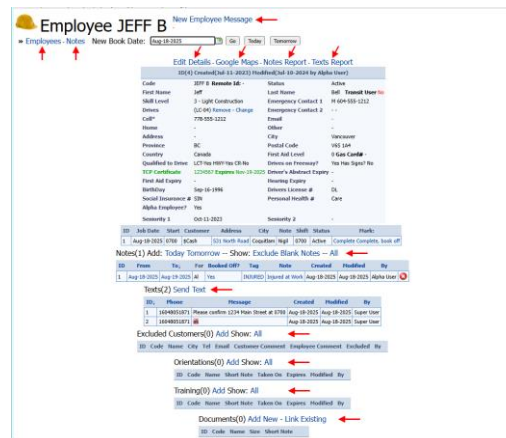 Employee JEFF B New Employee Message
» Employees - Notes New Book Date: Aug-18-2025 Go Today Tomorrow
Edit Details - Google Maps - Notes Report - Texts Report
ID(4) Created(Jul-11-2023) Modified(Jul-10-2024 by Alpha User)
Code JEFF B Remote Id: - Status Active
First Name Jeff Last Name Bell Transit User No
Skill Level 3 - Light Construction Emergency Contact 1 M 604-555-1212
Drives (LC-04) Remove - Change Emergency Contact 2 - -
Cell* 778-555-1212 Email -
Home - Other -
Address - City Vancouver
Province BC Postal Code V6S 1A4
Country Canada First Aid Level 0 Gas Card# -
Qualified to Drive LCT-Yes HWY-Yes CR-No Drives on Freeway? Yes Has Signs? No
TCP Certificate 1234567 Expires Nov-19-2025 Driver's Abstract Expiry -
First Aid Expiry - Hearing Expiry -
BirthDay Sep-16-1996 Drivers License # DL
Social Insurance # SIN Personal Health # Care
Alpha Employee? Yes
Seniority 1 Oct-11-2023 Seniority 2 -
ID Job Date Start Customer Address City Note Shift Status Mark:
1 Aug-18-2025 0700 $Cash 531 North Road Coquitlam Nigil 0700 Active Complete Complete, book off
Notes(1) Add: Today Tomorrow -- Show: Exclude Blank Notes -- All
ID From To, For Booked Off? Tag Note Created Modified By
1 Aug-18-2025 Aug-19-2025 Al Yes INJURED Injured at Work Aug-18-2025 Aug-18-2025 Alpha User
Texts(2) Send Text
ID, Phone Message Created Modified By
1 16048051871 Please confirm 1234 Main Street at 0700 Aug-18-2025 Aug-18-2025 Super User
2 16048051871 Aug-18-2025 Aug-18-2025 Super User
Excluded Customers(0) Add Show: All
ID Code Name City Tel Email Customer Comment Employee Comment Excluded By
Orientations(0) Add Show: All
ID Code Name Short Note Taken On Expires Modified By
Training(0) Add Show: All
ID Code Name Short Note Taken On Expires Modified By
Documents(0) Add New - Link Existing
ID Code Name Size Short Note